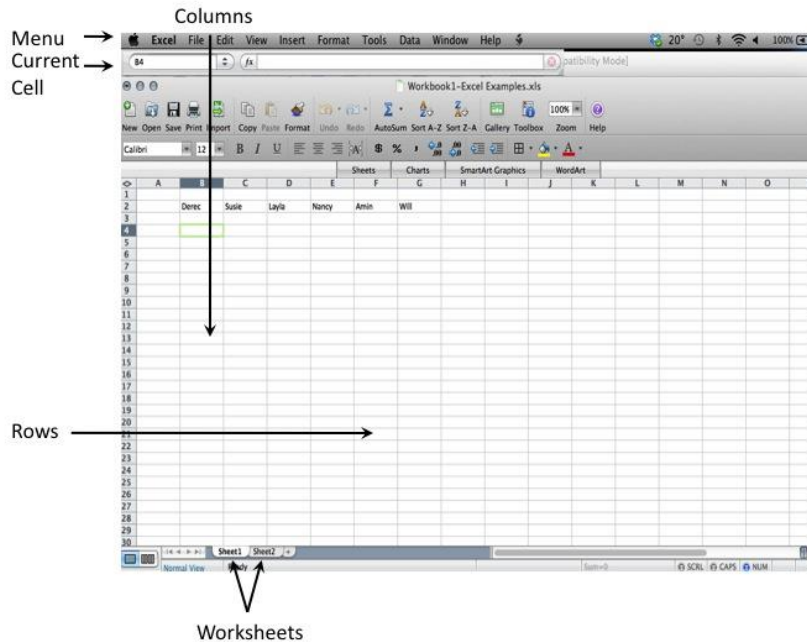 Columns
Menu
Excel File Edit View Insert Format Tools Data Window Help 20° 100%
Current
B4 fx patibility Mode]
Cell
Workbook1-Excel Examples.xls
New Open Save Print Import Copy Paste Format Undo Redo AutoSum Sort A-Z Sort Z-A Gallery Toolbox Zoom Help
100%
Calibri 12 B I U $ %
Sheets Charts SmartArt Graphics WordArt
A B C D E F G H I J K L M N O
1
2 Derec Susie Layla Nancy Amin Will
3
4
5
6
7
8
9
10
11
12
13
14
15
16
17
18
19
20
Rows
21
22
23
24
25
26
27
28
29
30
Sheet1 Sheet2 +
Normal View Ready Sum=0 SCRL CAPS NUM
Worksheets